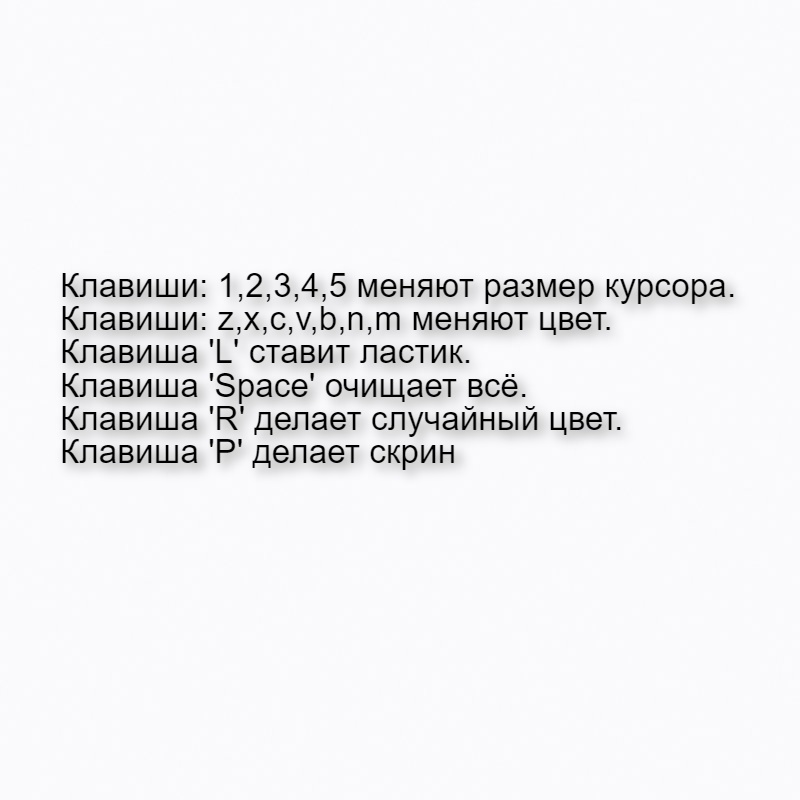 Клавиши: 1,2,3,4,5 меняют размер курсора.
Клавиши: z,x,c,v,b,n,m меняют цвет.
Клавиша 'L' ставит ластик.
Клавиша 'Space' очищает всё.
Клавиша 'R' делает случайный цвет.
Клавиша 'P' делает скрин